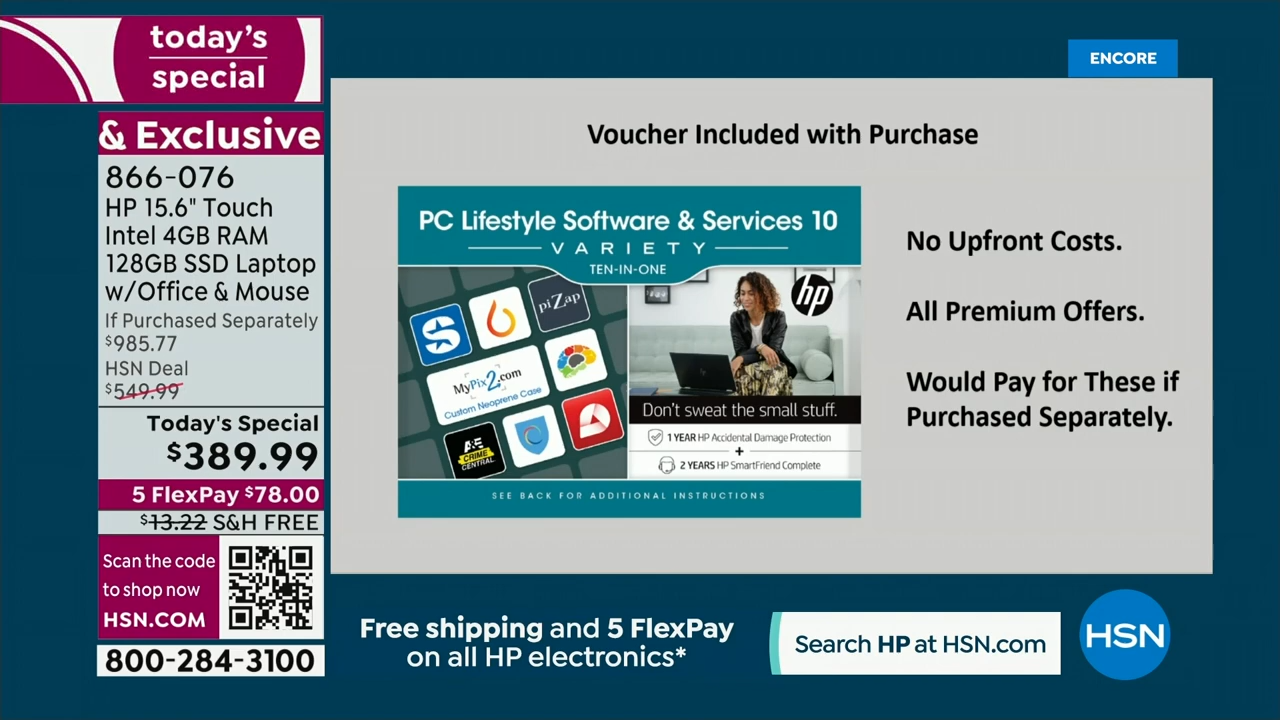 today's
special
& Exclusive
866-076
HP 15.6" Touch
Intel 4GB RAM
128GB SSD Laptop
w/Office & Mouse
If Purchased Separately
$985.77
HSN Deal
$549.99
Today's Special
$389.99
5 FlexPay $78.00
$13.22 S&H FREE
Scan the code
to shop now
HSN.COM
800-284-3100
ENCORE
Voucher Included with Purchase
PC Lifestyle Software & Services 10
VARIETY
TEN-IN-ONE
piZap
hp
S
MyPix2.com
Custom Neoprene Case
A&E
CRIME
CENTRAL
Don't sweat the small stuff.
1 YEAR HP Accidental Damage Protection
+
2 YEARS HP SmartFriend Complete
SEE BACK FOR ADDITIONAL INSTRUCTIONS
No Upfront Costs.
All Premium Offers.
Would Pay for These if
Purchased Separately.
Free shipping and 5 FlexPay
on all HP electronics*
Search HP at HSN.com
HSN